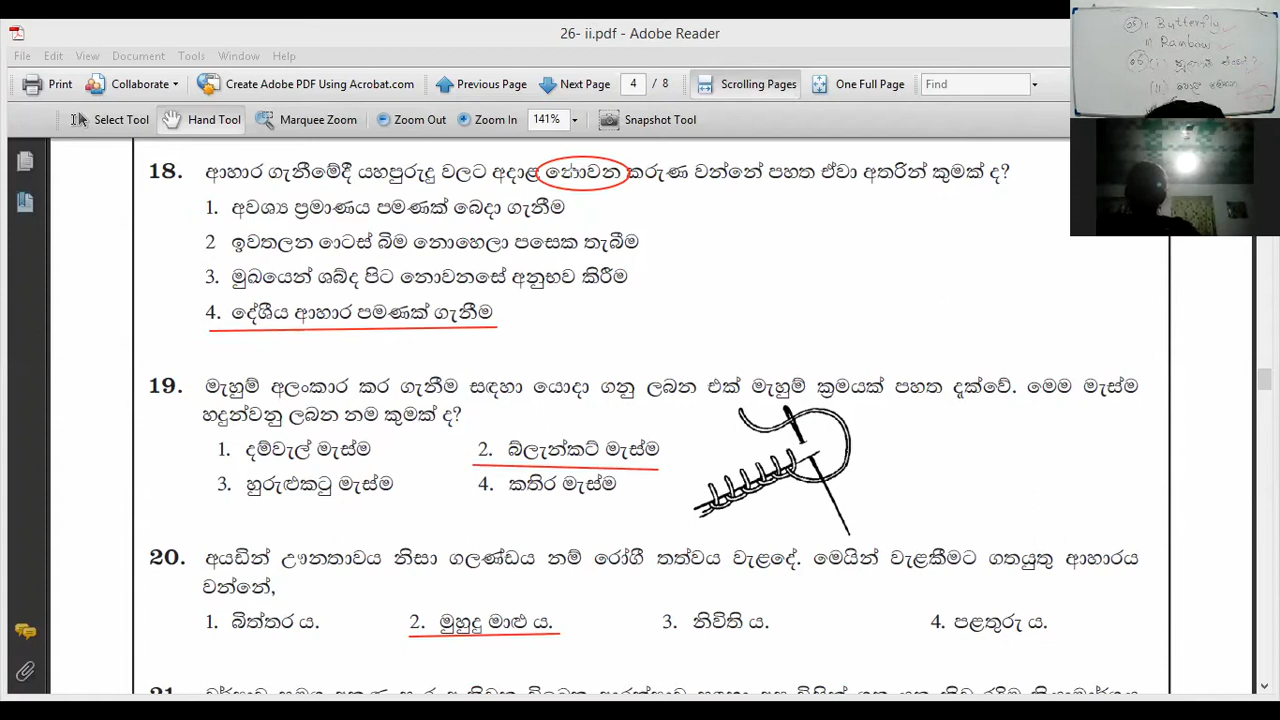 26- ii.pdf - Adobe Reader
File Edit View Document Tools Window Help
Print Collaborate Create Adobe PDF Using Acrobat.com Previous Page Next Page 4 / 8 Scrolling Pages One Full Page Find
Select Tool Hand Tool Marquee Zoom Zoom Out Zoom In 141% Snapshot Tool
(ii) Butterfly
ii Rainbow
18. ආහාර ගැනීමේදී යහපුරුදු වලට අදාළ නොවන කරුණ වන්නේ පහත ඒවා අතරින් කුමක් ද?
1. අවශ්‍ය ප්‍රමාණය පමණක් බෙදා ගැනීම
2 ඉවතලන ොටස් බිම නොහෙලා පසෙක තැබීම
3. මුඛයෙන් ශබ්ද පිට නොවනසේ අනුභව කිරීම
4. දේශීය ආහාර පමණක් ගැනීම
19. මැහුම් අලංකාර කර ගැනීම සඳහා යොදා ගනු ලබන එක් මැහුම් ක්‍රමයක් පහත දැක්වේ. මෙම මැස්ම
හඳුන්වනු ලබන නම කුමක් ද?
1. දම්වැල් මැස්ම 2. බ්ලැන්කට් මැස්ම
3. හුරුළුකටු මැස්ම 4. කතිර මැස්ම
20. අයඩින් ඌනතාවය නිසා ගලණ්ඩය නම් රෝගී තත්වය වැළඳේ. මෙයින් වැළකීමට ගතයුතු ආහාරය
වන්නේ,
1. බිත්තර ය. 2. මුහුදු මාළු ය. 3. නිවිති ය. 4. පළතුරු ය.